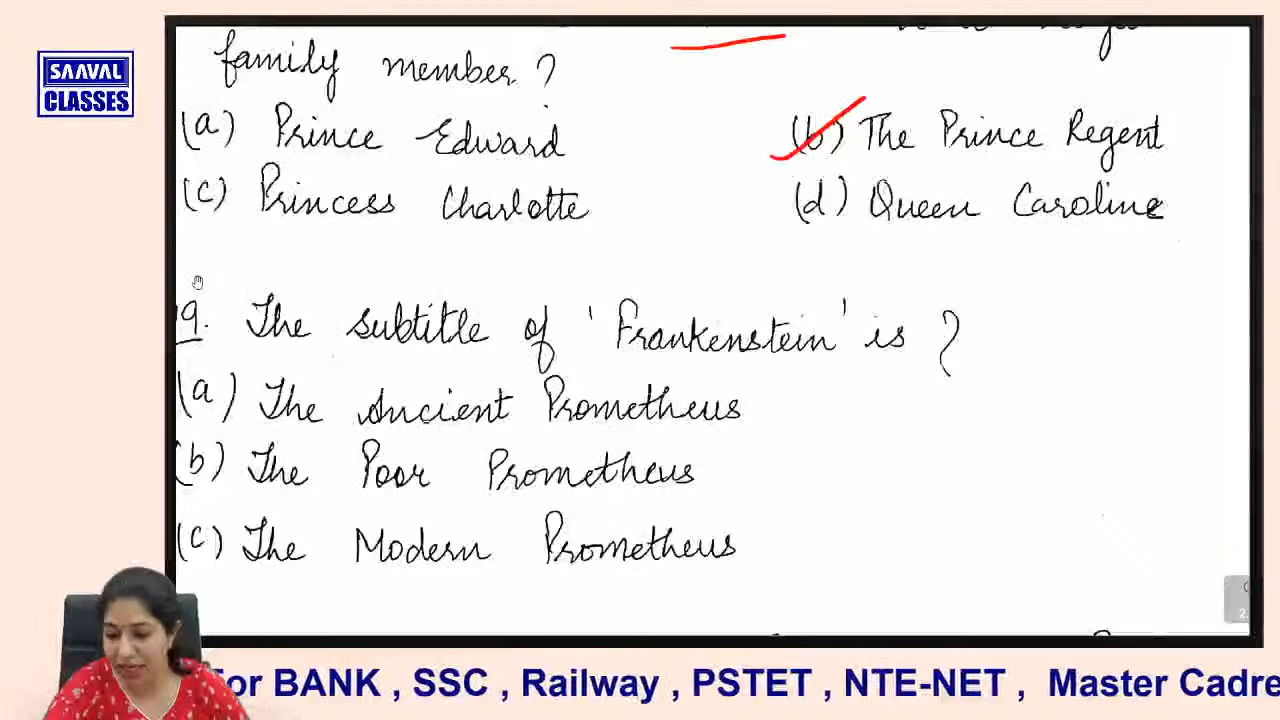 SAAVAL
CLASSES
family member ?
(a) Prince Edward
(b) The Prince Regent
(c) Princess Charlotte
(d) Queen Caroline
9. The subtitle of 'Frankenstein' is ?
(a) The Ancient Prometheus
(b) The Poor Prometheus
(c) The Modern Prometheus
For BANK , SSC , Railway , PSTET , NTE-NET , Master Cadre